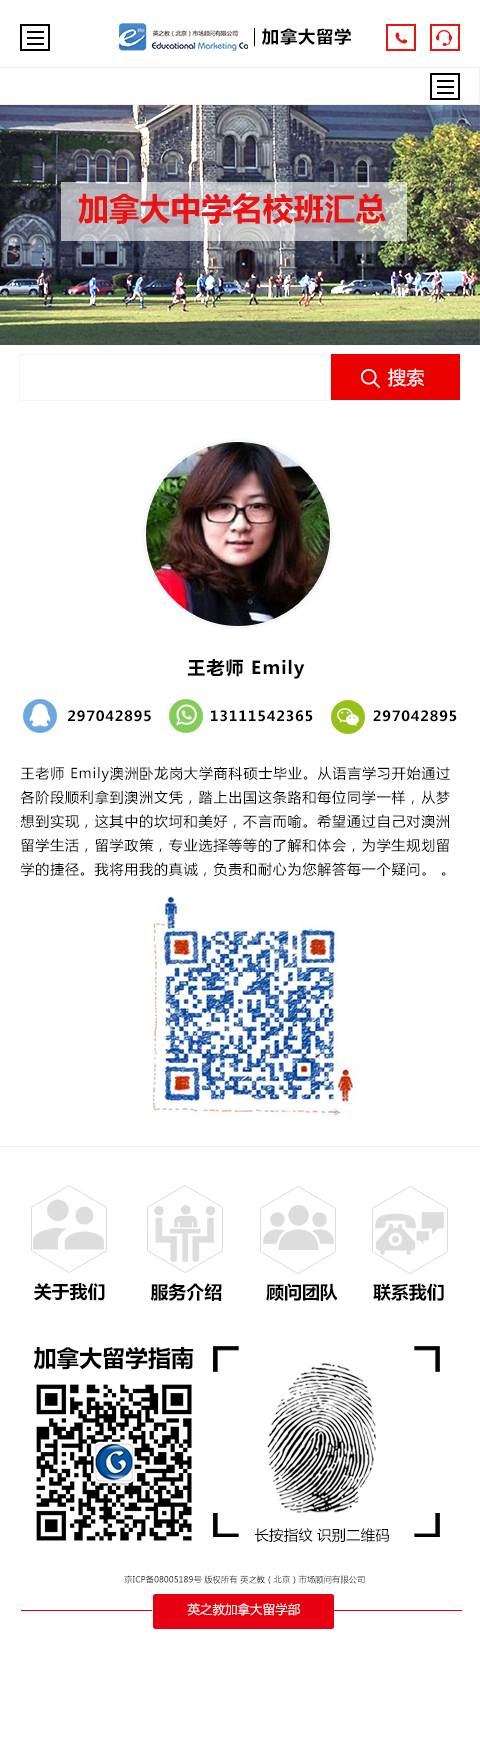 英之教（北京）市场顾问有限公司
Educational Marketing Co
加拿大留学
加拿大中学名校班汇总
搜索
王老师 Emily
297042895
13111542365
297042895
王老师 Emily澳洲卧龙岗大学商科硕士毕业。从语言学习开始通过
各阶段顺利拿到澳洲文凭，踏上出国这条路和每位同学一样，从梦
想到实现，这其中的坎坷和美好，不言而喻。希望通过自己对澳洲
留学生活，留学政策，专业选择等等的了解和体会，为学生规划留
学的捷径。我将用我的真诚，负责和耐心为您解答每一个疑问。 。
关于我们
服务介绍
顾问团队
联系我们
加拿大留学指南
长按指纹 识别二维码
京ICP备08005189号 版权所有 英之教（北京）市场顾问有限公司
英之教加拿大留学部